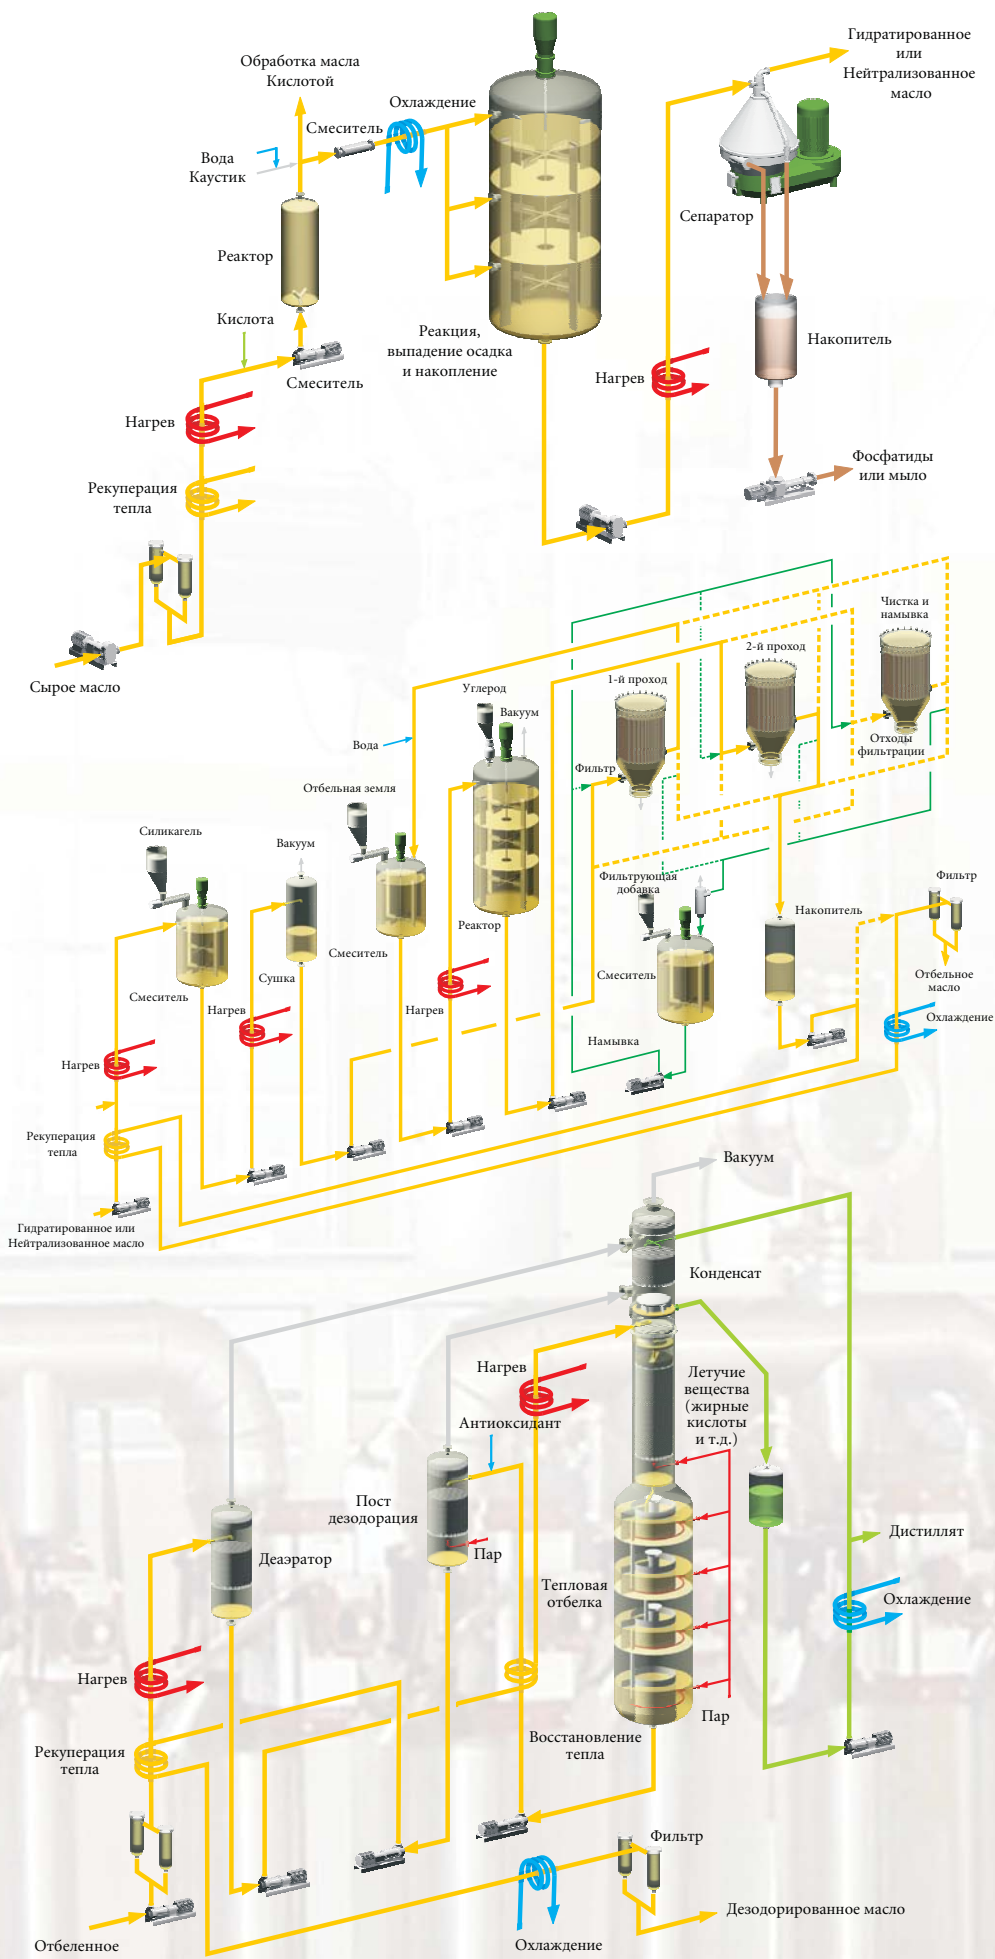 Гидратированное
или
Нейтрализованное
масло
Обработка масла
Кислотой
Охлаждение
Смеситель
Вода
Каустик
Сепаратор
Реактор
Кислота
Реакция,
выпадение осадка
и накопление
Накопитель
Смеситель
Нагрев
Нагрев
Фосфатиды
или мыло
Рекуперация
тепла
Сырое масло
Чистка и
намывка
2-й проход
1-й проход
Углерод
Вакуум
Вода
Отходы
фильтрации
Фильтр
Отбельная земля
Силикагель
Вакуум
Фильтрующая
добавка
Фильтр
Накопитель
Реактор
Смеситель
Сушка
Смеситель
Смеситель
Отбельное
масло
Нагрев
Нагрев
Охлаждение
Намывка
Нагрев
Рекуперация
тепла
Гидратированное или
Нейтрализованное масло
Вакуум
Конденсат
Нагрев
Летучие
вещества
(жирные
кислоты
и т.д.)
Антиоксидант
Пост
дезодорация
Пар
Деаэратор
Дистиллят
Тепловая
отбелка
Охлаждение
Нагрев
Пар
Восстановление
тепла
Рекуперация
тепла
Фильтр
Дезодорированное масло
Отбеленное
Охлаждение